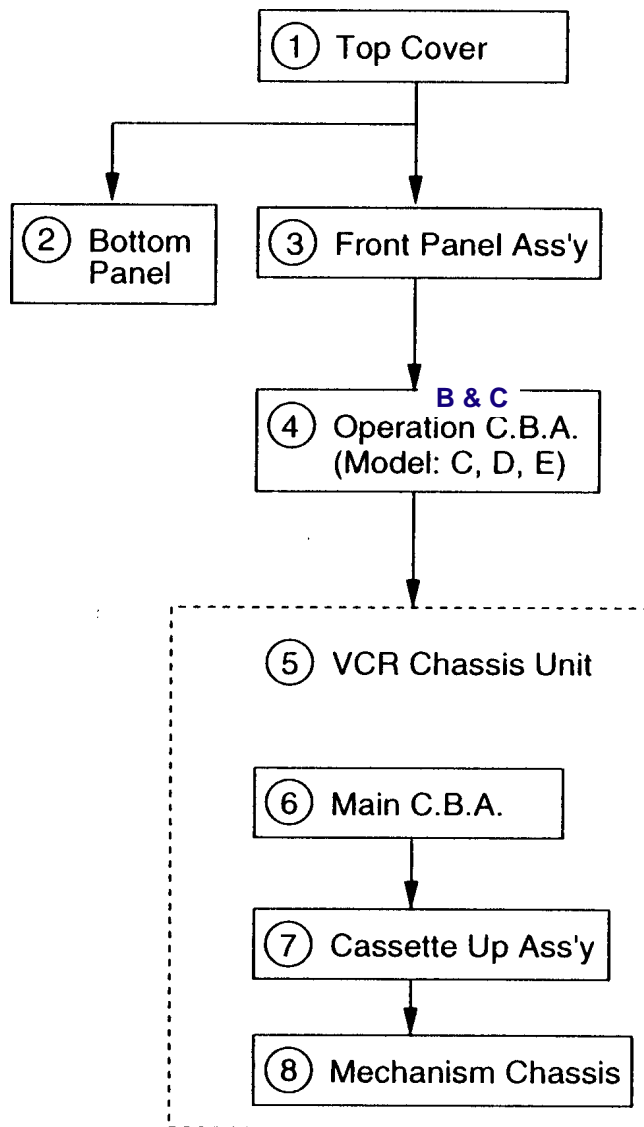 ① Top Cover
② Bottom
Panel
③ Front Panel Ass'y
B & C
④ Operation C.B.A.
(Model: C, D, E)
⑤ VCR Chassis Unit
⑥ Main C.B.A.
⑦ Cassette Up Ass'y
⑧ Mechanism Chassis